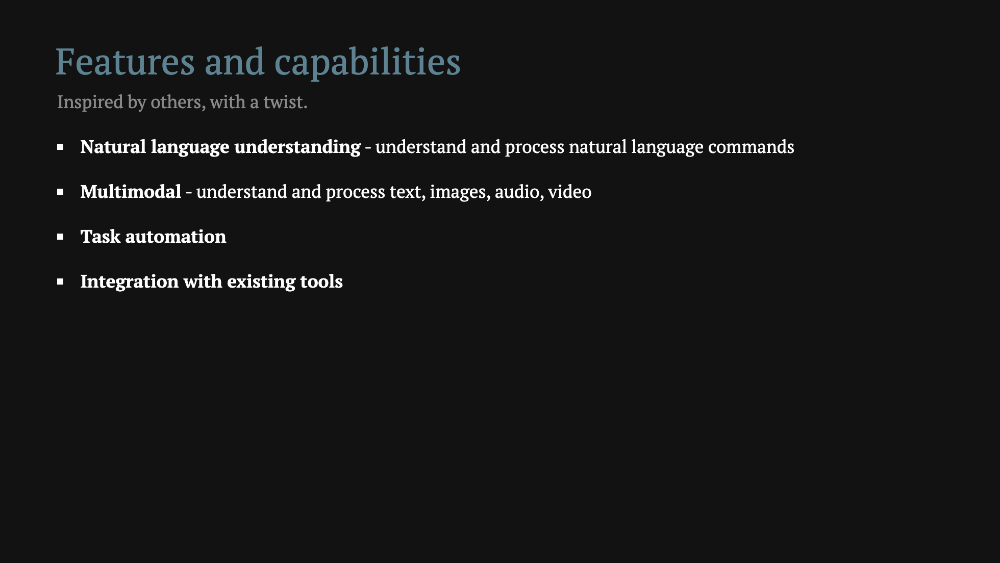 Features and capabilities
Inspired by others, with a twist.
▪ Natural language understanding - understand and process natural language commands
▪ Multimodal - understand and process text, images, audio, video
▪ Task automation
▪ Integration with existing tools